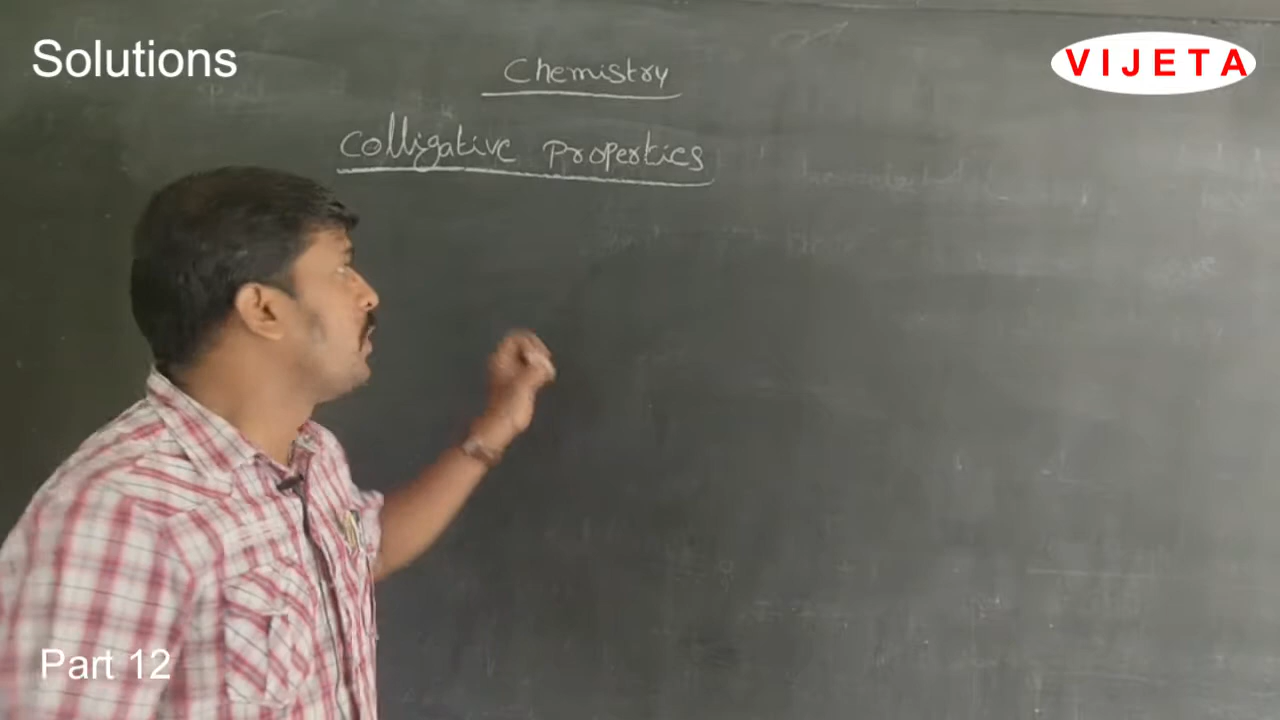 Solutions
VIJETA
Chemistry
Colligative Properties
Part 12